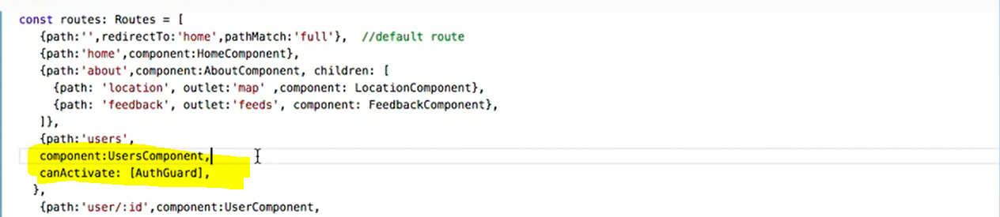 const routes: Routes = [
{path:'',redirectTo:'home',pathMatch:'full'},  //default route
{path:'home',component:HomeComponent},
{path:'about',component:AboutComponent, children: [
{path: 'location', outlet:'map' ,component: LocationComponent},
{path: 'feedback', outlet:'feeds', component: FeedbackComponent},
]},
{path:'users',
component:UsersComponent,
canActivate: [AuthGuard],
},
{path:'user/:id',component:UserComponent,